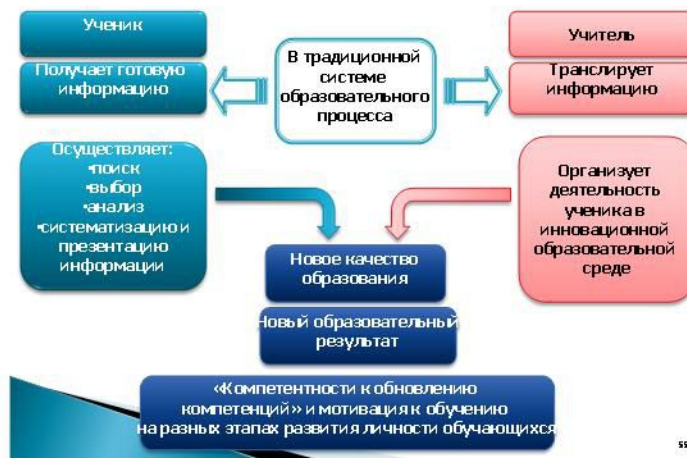 Ученик
Получает готовую
информацию
В традиционной
системе
образовательного
процесса
Учитель
Транслирует
информацию
Осуществляет:
•поиск
•выбор
•анализ
•систематизацию и
презентацию
информации
Организует
деятельность
ученика в
инновационной
образовательной
среде
Новое качество
образования
Новый образовательный
результат
«Компетентности к обновлению
компетенций» и мотивация к обучению
на разных этапах развития личности обучающихся